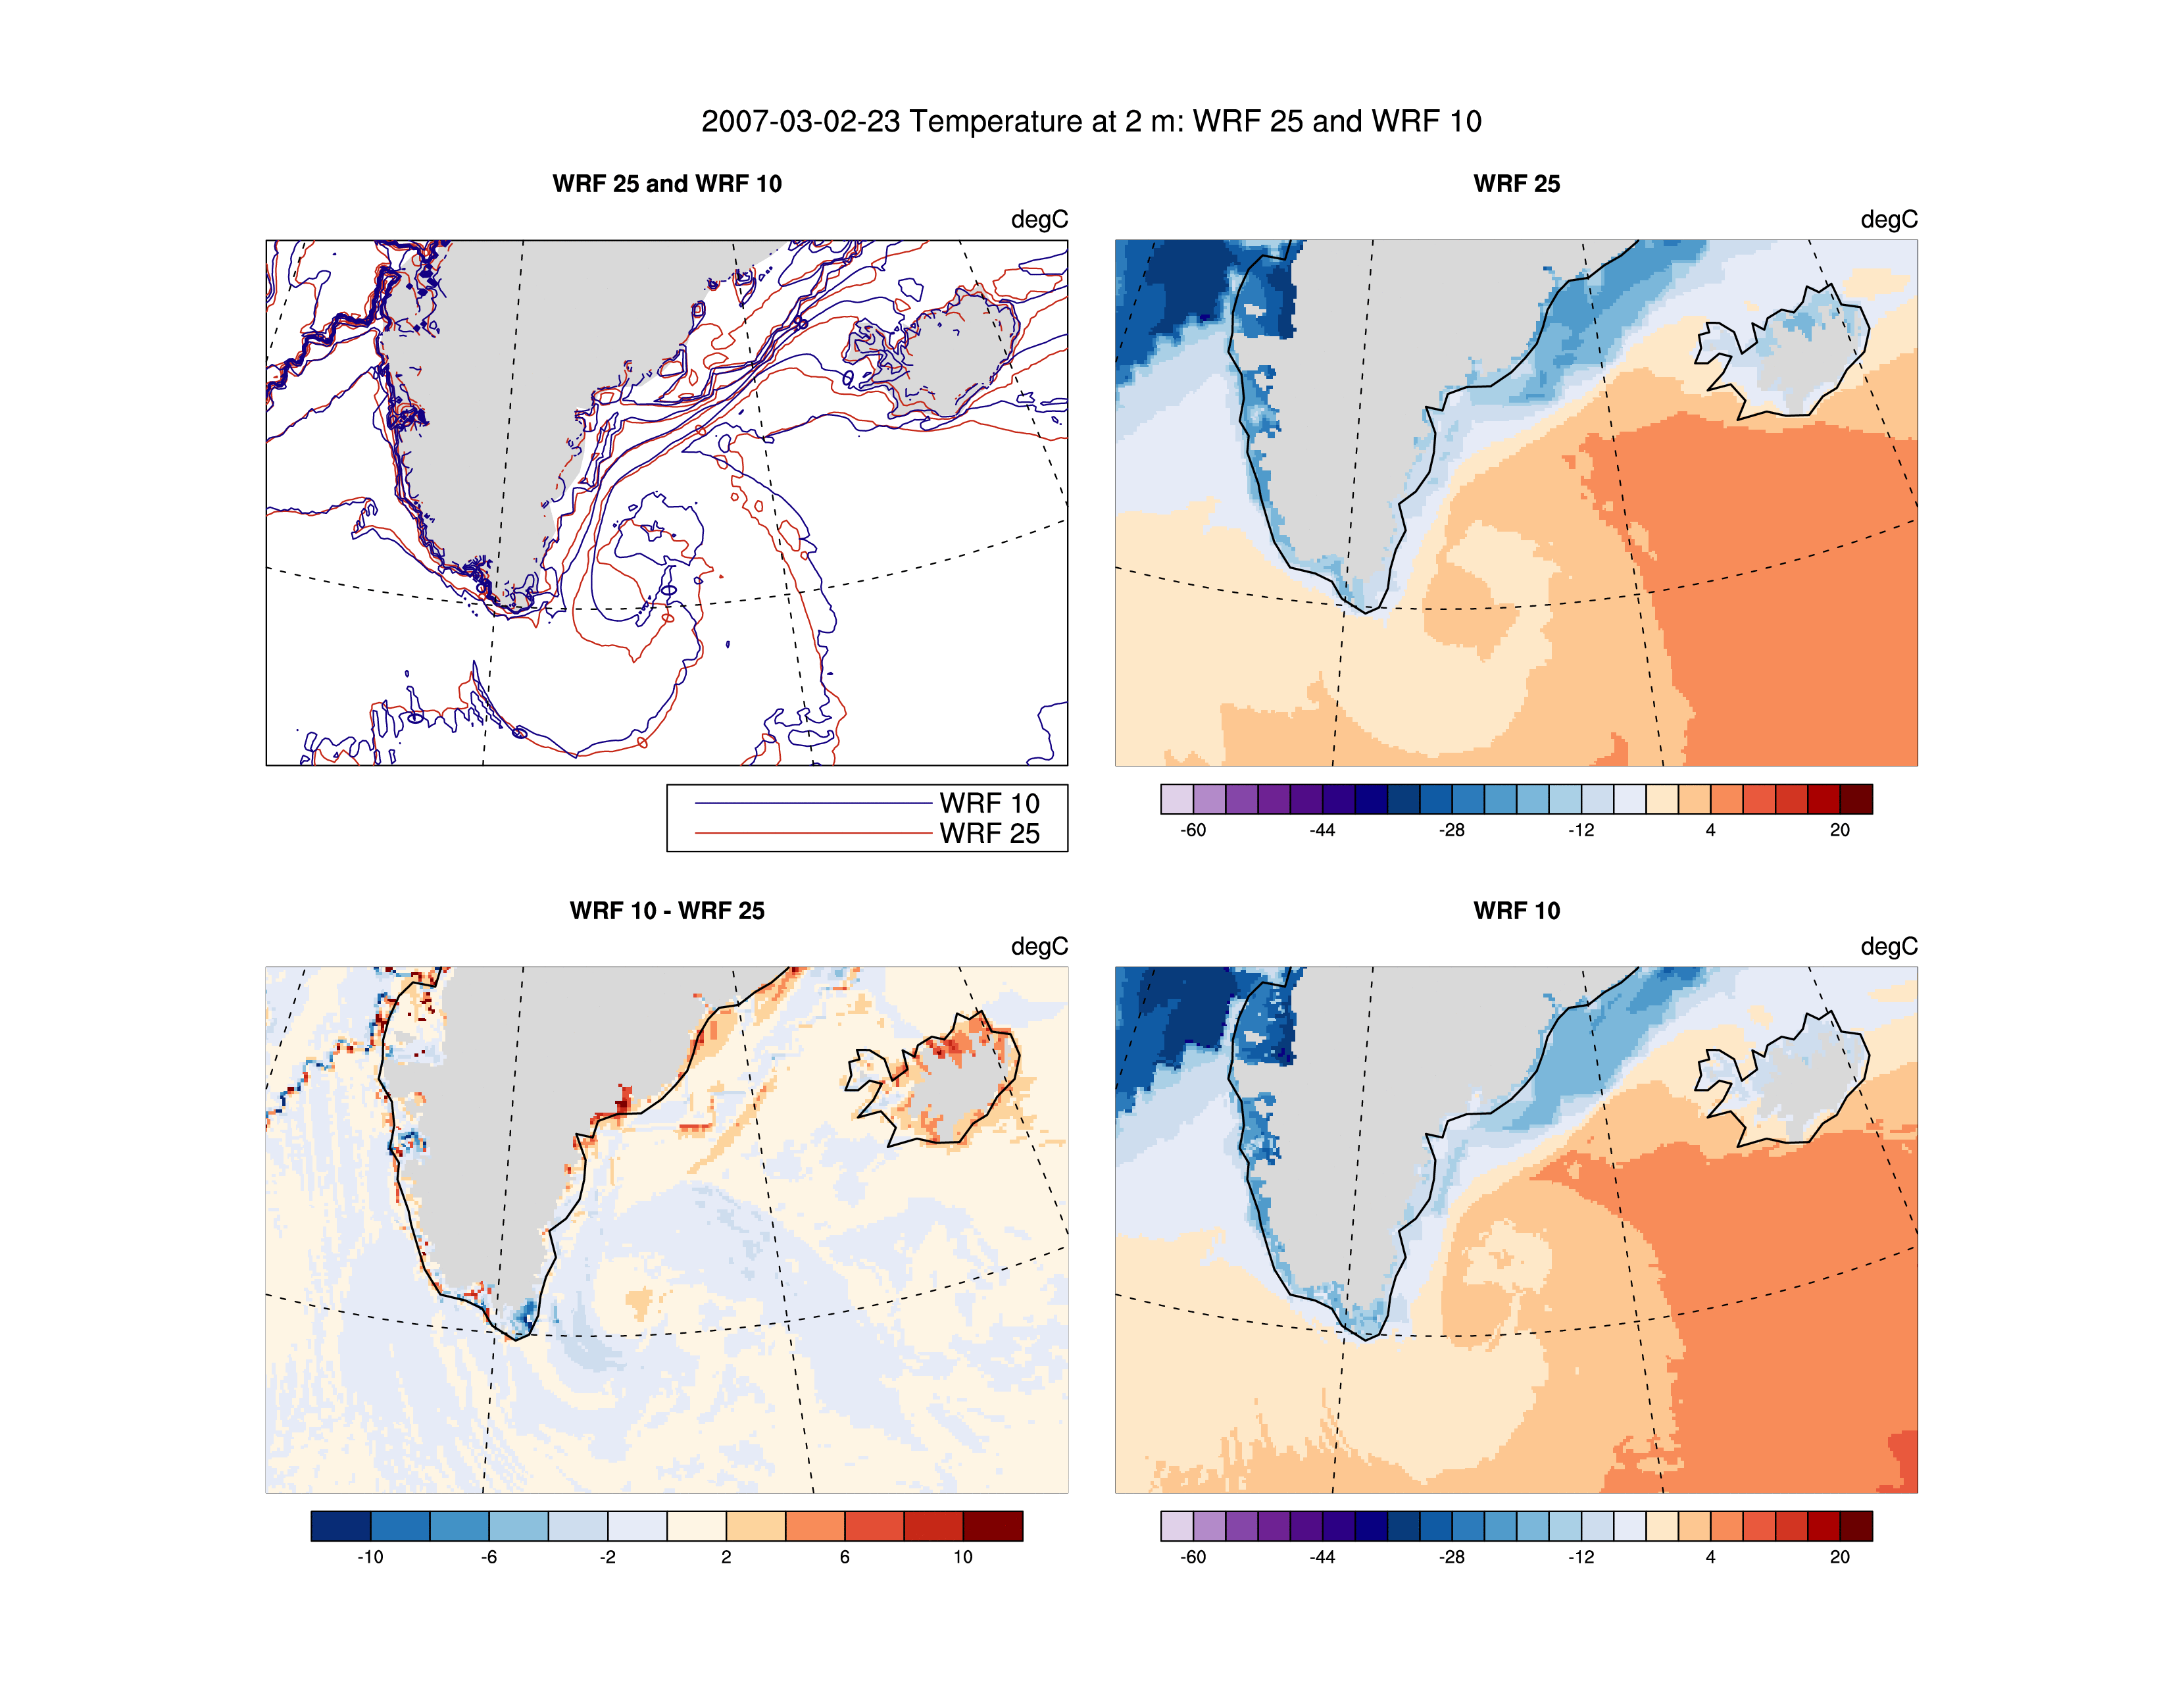 2007-03-02-23 Temperature at 2 m: WRF 25 and WRF 10
WRF 25 and WRF 10
degC
WRF 10
WRF 25
WRF 25
degC
-60 -44 -28 -12 4 20
WRF 10 - WRF 25
degC
-10 -6 -2 2 6 10
WRF 10
degC
-60 -44 -28 -12 4 20